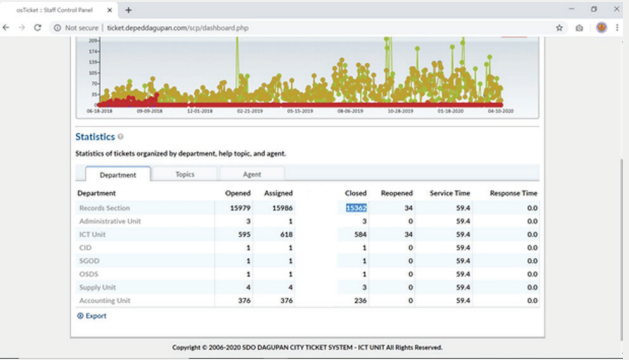 osTicket :: Staff Control Panel
Not secure | ticket.depeddagupan.com/scp/dashboard.php
209
174
139
105
70
35
0
08-18-2018 09-09-2018 12-01-2018 02-21-2019 05-15-2019 08-06-2019 10-28-2019 01-18-2020 04-10-2020
Statistics
Statistics of tickets organized by department, help topic, and agent.
Department Topics Agent
Department Opened Assigned Closed Reopened Service Time Response Time
Records Section 15979 15986 15362 34 59.4 0.0
Administrative Unit 3 1 3 0 59.4 0.0
ICT Unit 595 618 584 34 59.4 0.0
CID 1 1 1 0 59.4 0.0
SGOD 1 1 1 0 59.4 0.0
OSDS 1 1 1 0 59.4 0.0
Supply Unit 4 4 3 0 59.4 0.0
Accounting Unit 376 376 236 0 59.4 0.0
Export
Copyright © 2006-2020 SDO DAGUPAN CITY TICKET SYSTEM - ICT UNIT All Rights Reserved.